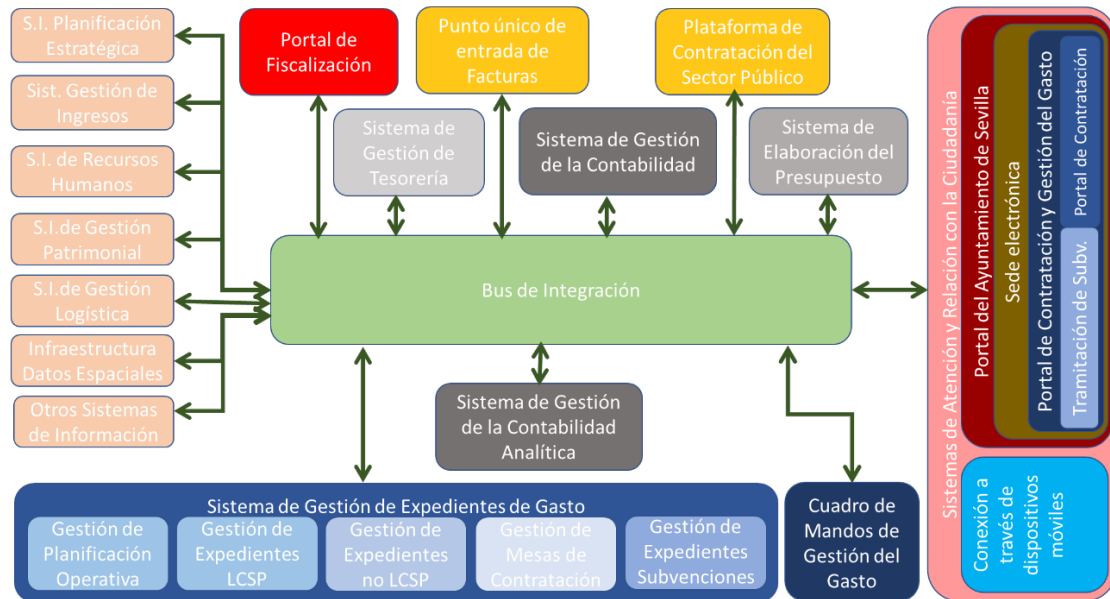 S.I. Planificación
Estratégica
Sist. Gestión de
Ingresos
S.I. de Recursos
Humanos
S.I.de Gestión
Patrimonial
S.I.de Gestión
Logística
Infraestructura
Datos Espaciales
Otros Sistemas
de Información
Portal de
Fiscalización
Punto único de
entrada de
Facturas
Plataforma de
Contratación del
Sector Público
Sistema de
Gestión de
Tesorería
Sistema de Gestión
de la Contabilidad
Sistema de
Elaboración del
Presupuesto
Bus de Integración
Sistema de Gestión
de la Contabilidad
Analítica
Sistema de Gestión de Expedientes de Gasto
Gestión de
Planificación
Operativa
Gestión de
Expedientes
LCSP
Gestión de
Expedientes
no LCSP
Gestión de
Mesas de
Contratación
Gestión de
Expedientes
Subvenciones
Cuadro de
Mandos de
Gestión del
Gasto
Sistemas de Atención y Relación con la Ciudadanía
Portal del Ayuntamiento de Sevilla
Sede electrónica
Portal de Contratación y Gestión del Gasto
Portal de Contratación
Tramitación de Subv.
Conexión a
través de
dispositivos
móviles